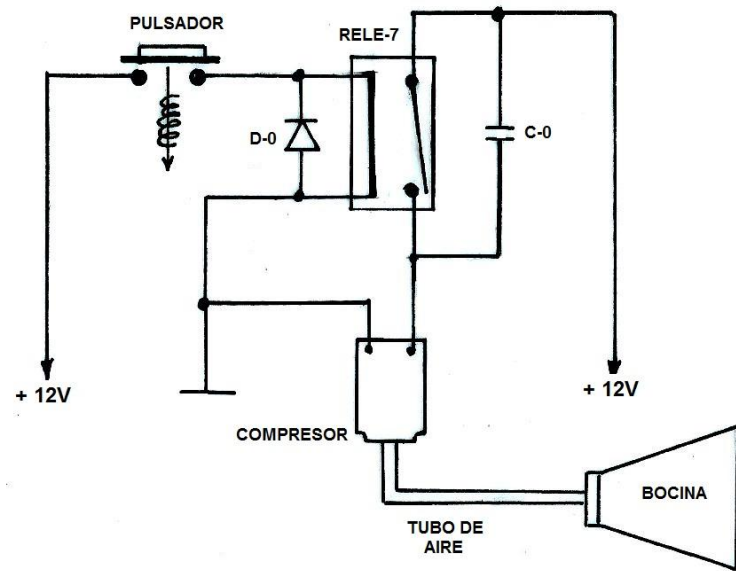 PULSADOR
RELE-7
D-0
C-0
+ 12V
+ 12V
COMPRESOR
BOCINA
TUBO DE
AIRE